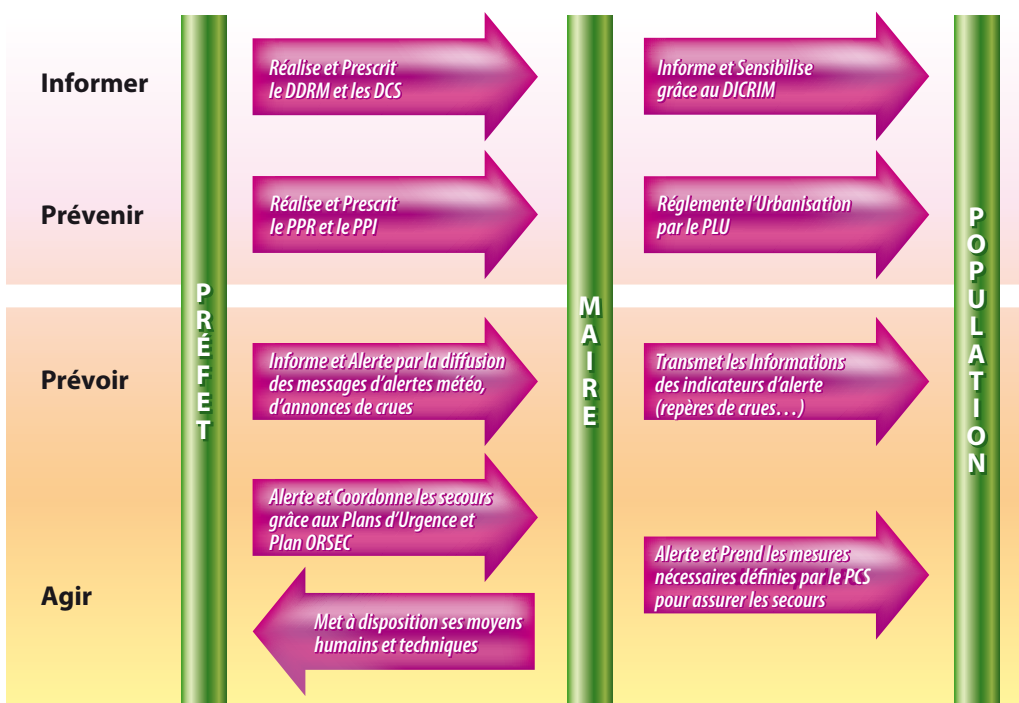 Informer
Réalise et Prescrit
le DDRM et les DCS
Informe et Sensibilise
grâce au DICRIM
Prévenir
Réalise et Prescrit
le PPR et le PPI
Réglemente l'Urbanisation
par le PLU
PRÉFET
MAIRE
POPULATION
Prévoir
Informe et Alerte par la diffusion
des messages d'alertes météo,
d'annonces de crues
Transmet les Informations
des indicateurs d'alerte
(repères de crues…)
Agir
Alerte et Coordonne les secours
grâce aux Plans d'Urgence et
Plan ORSEC
Met à disposition ses moyens
humains et techniques
Alerte et Prend les mesures
nécessaires définies par le PCS
pour assurer les secours